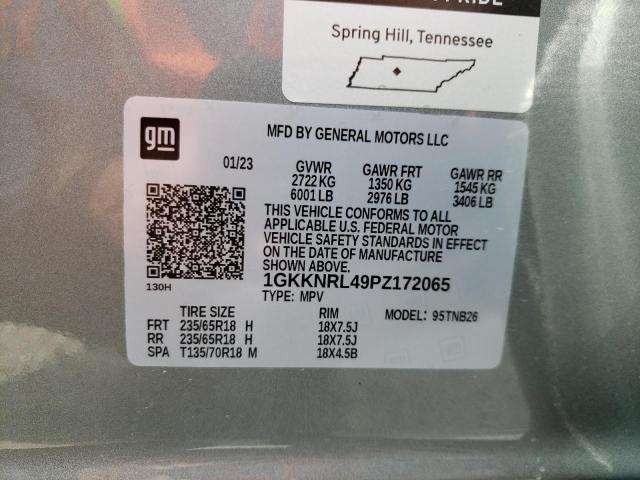 Spring Hill, Tennessee
gm
MFD BY GENERAL MOTORS LLC
01/23
GVWR GAWR FRT GAWR RR
2722 KG 1350 KG 1545 KG
6001 LB 2976 LB 3406 LB
THIS VEHICLE CONFORMS TO ALL
APPLICABLE U.S. FEDERAL MOTOR
VEHICLE SAFETY STANDARDS IN EFFECT
ON THE DATE OF MANUFACTURE
SHOWN ABOVE.
1GKKNRL49PZ172065
130H
TYPE: MPV
TIRE SIZE RIM MODEL: 95TNB26
FRT 235/65R18 H 18X7.5J
RR 235/65R18 H 18X7.5J
SPA T135/70R18 M 18X4.5B